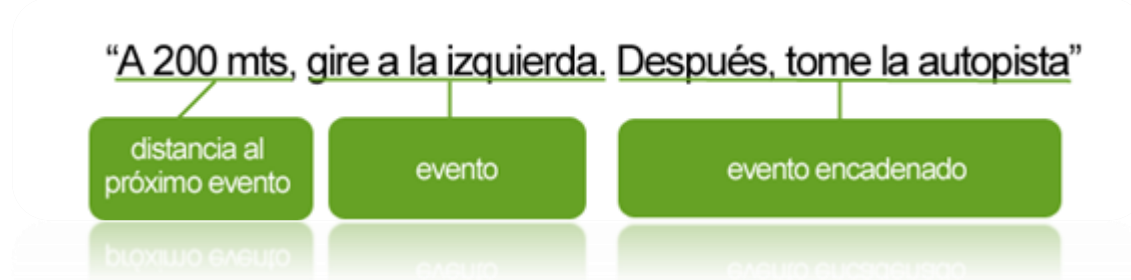 “A 200 mts, gire a la izquierda. Después, tome la autopista”
distancia al
próximo evento
evento
evento encadenado